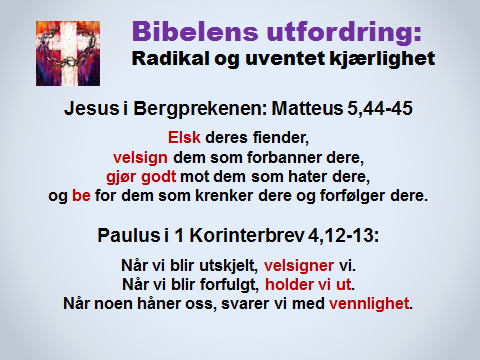 Bibelens utfordring:
Radikal og uventet kjærlighet
Jesus i Bergprekenen: Matteus 5,44-45
Elsk deres fiender,
velsign dem som forbanner dere,
gjør godt mot dem som hater dere,
og be for dem som krenker dere og forfølger dere.
Paulus i 1 Korinterbrev 4,12-13:
Når vi blir utskjelt, velsigner vi.
Når vi blir forfulgt, holder vi ut.
Når noen håner oss, svarer vi med vennlighet.